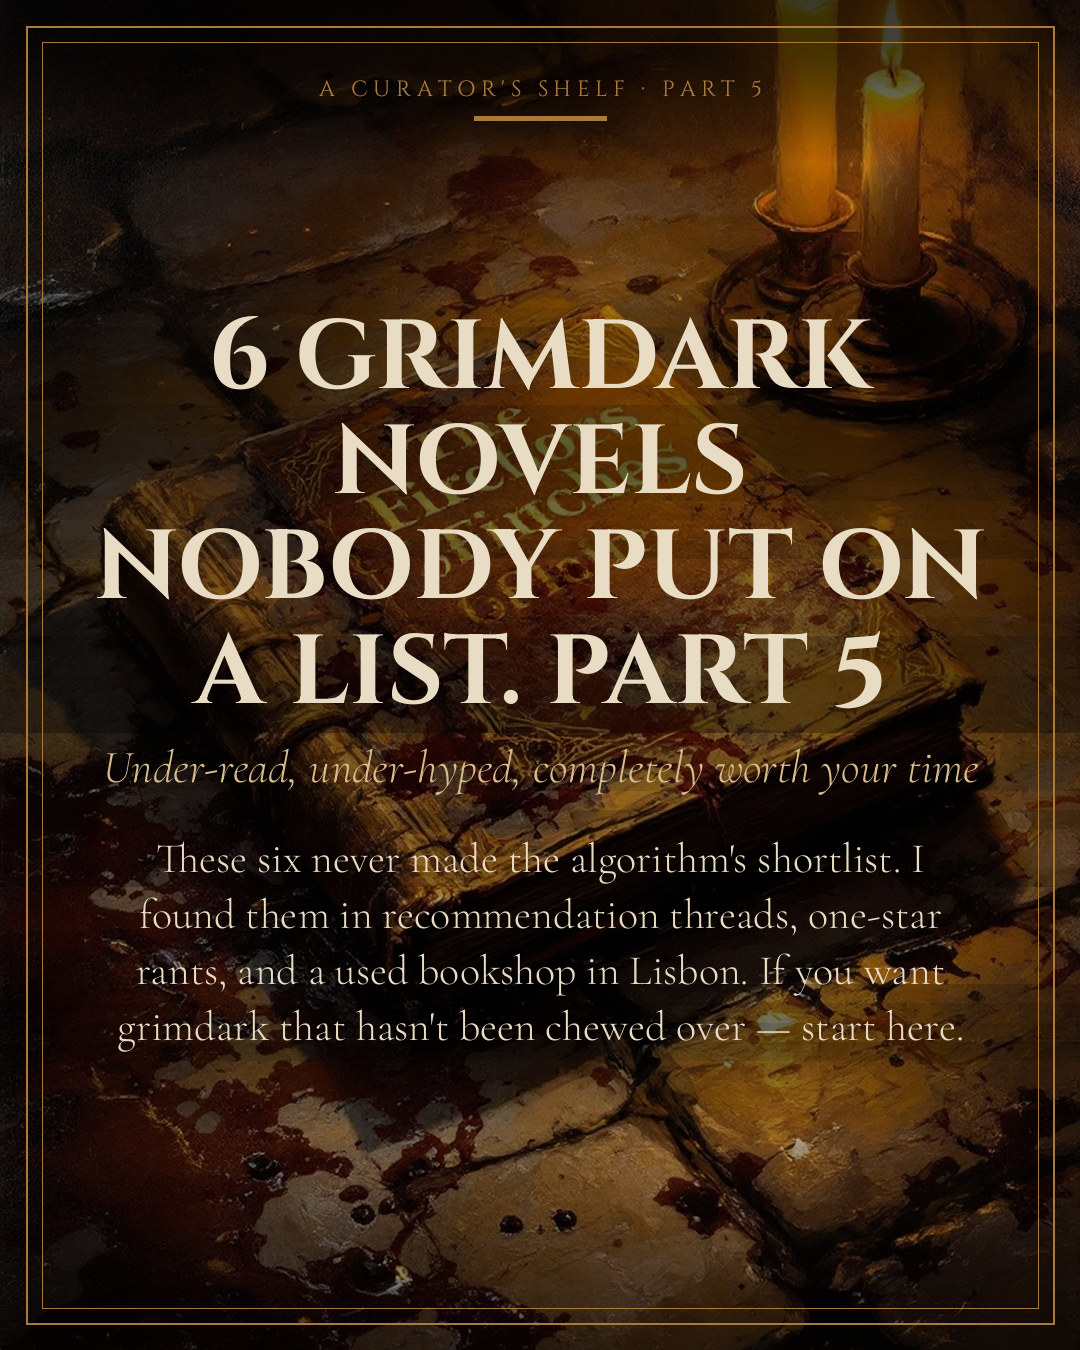 A CURATOR'S SHELF · PART 5
6 GRIMDARK
NOVELS
NOBODY PUT ON
A LIST. PART 5
Under-read, under-hyped, completely worth your time
These six never made the algorithm's shortlist. I
found them in recommendation threads, one-star
rants, and a used bookshop in Lisbon. If you want
grimdark that hasn't been chewed over — start here.